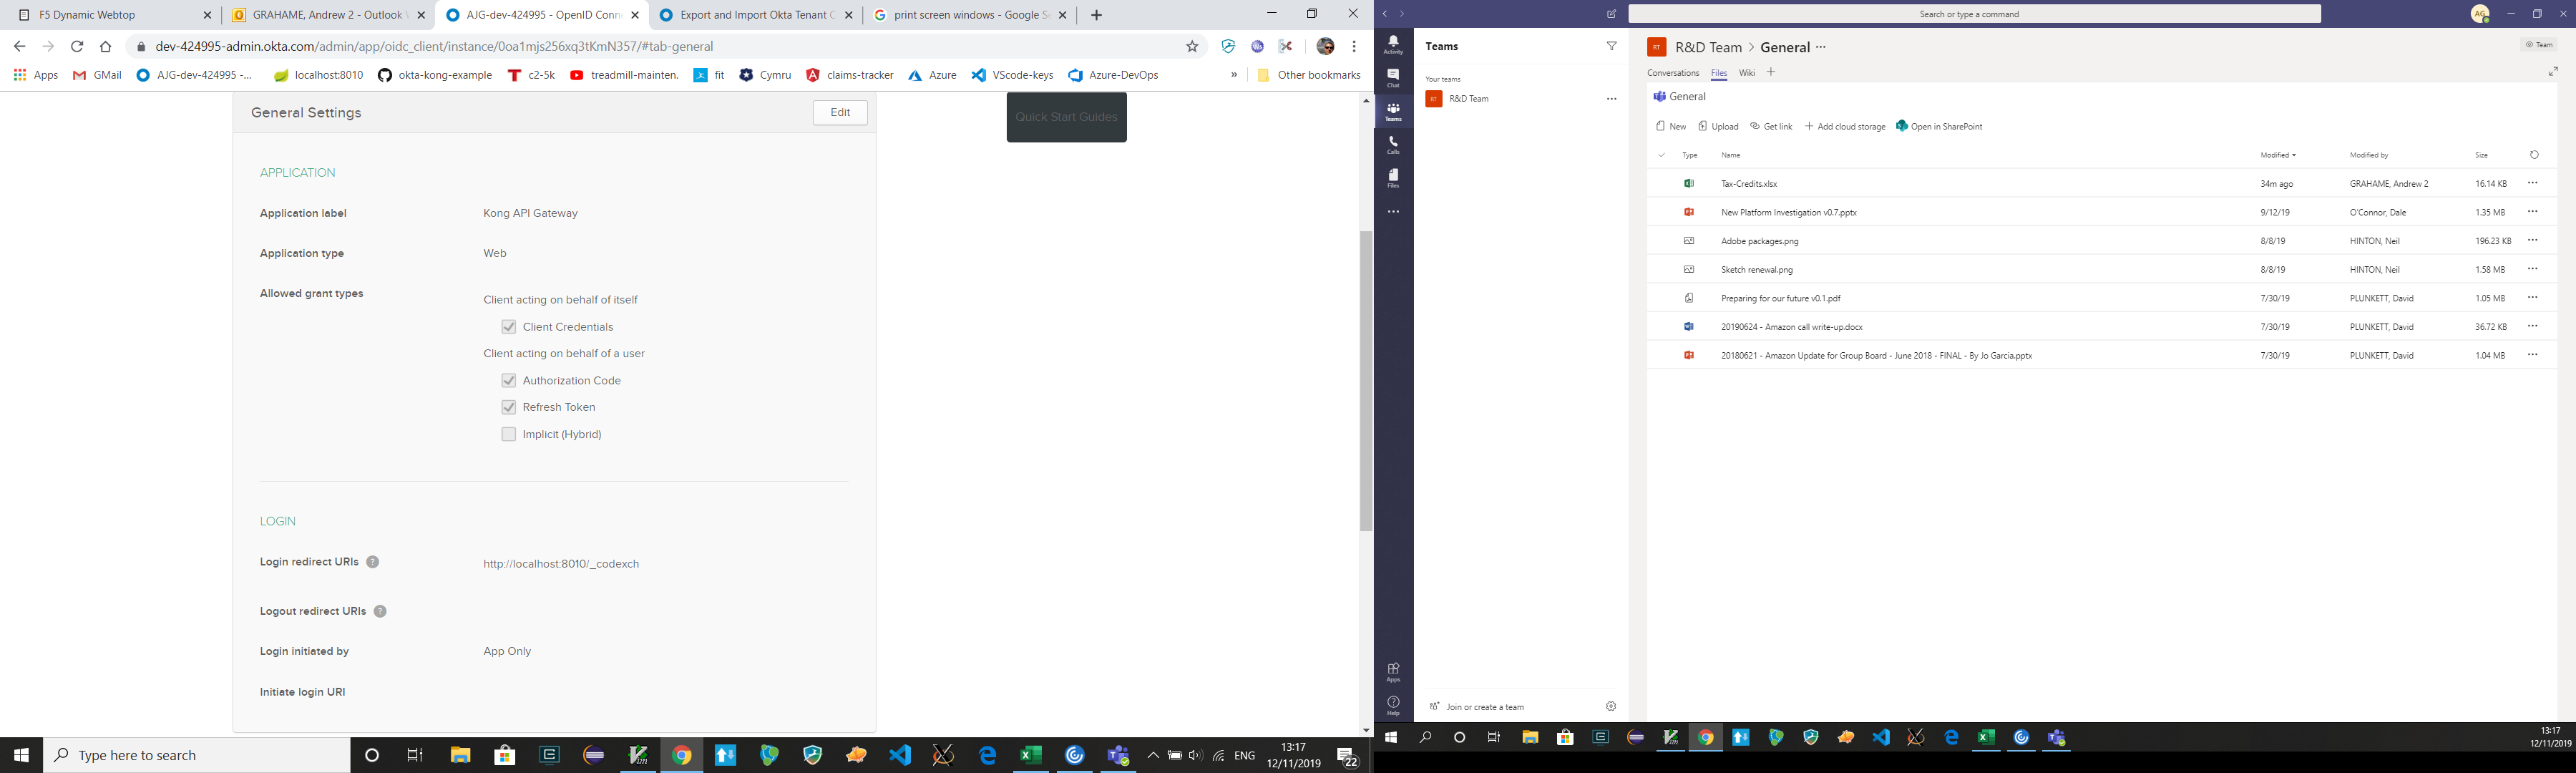 F5 Dynamic Webtop
GRAHAME, Andrew 2 - Outlook
AJG-dev-424995 - OpenID Conn
Export and Import Okta Tenant C
print screen windows - Google Se
dev-424995-admin.okta.com/admin/app/oidc_client/instance/0oa1mjs256xq3tKmN357/#tab-general
Apps
GMail
AJG-dev-424995 -...
localhost:8010
okta-kong-example
c2-5k
treadmill-mainten.
fit
Cymru
claims-tracker
Azure
VScode-keys
Azure-DevOps
»
Other bookmarks
General Settings
Edit
Quick Start Guides
APPLICATION
Application label
Kong API Gateway
Application type
Web
Allowed grant types
Client acting on behalf of itself
Client Credentials
Client acting on behalf of a user
Authorization Code
Refresh Token
Implicit (Hybrid)
LOGIN
Login redirect URIs ?
http://localhost:8010/_codexch
Logout redirect URIs ?
Login initiated by
App Only
Initiate login URI
Type here to search
ENG
13:17
12/11/2019
22
Search or type a command
AG
Activity
Chat
Teams
Calls
Files
Apps
Help
Teams
Your teams
RT R&D Team
Join or create a team
RT R&D Team > General
Team
Conversations Files Wiki
General
New Upload Get link Add cloud storage Open in SharePoint
Type Name Modified Modified by Size
Tax-Credits.xlsx 34m ago GRAHAME, Andrew 2 16.14 KB
New Platform Investigation v0.7.pptx 9/12/19 O'Connor, Dale 1.35 MB
Adobe packages.png 8/8/19 HINTON, Neil 196.23 KB
Sketch renewal.png 8/8/19 HINTON, Neil 1.58 MB
Preparing for our future v0.1.pdf 7/30/19 PLUNKETT, David 1.05 MB
20190624 - Amazon call write-up.docx 7/30/19 PLUNKETT, David 36.72 KB
20180621 - Amazon Update for Group Board - June 2018 - FINAL - By Jo Garcia.pptx 7/30/19 PLUNKETT, David 1.04 MB
13:17
12/11/2019